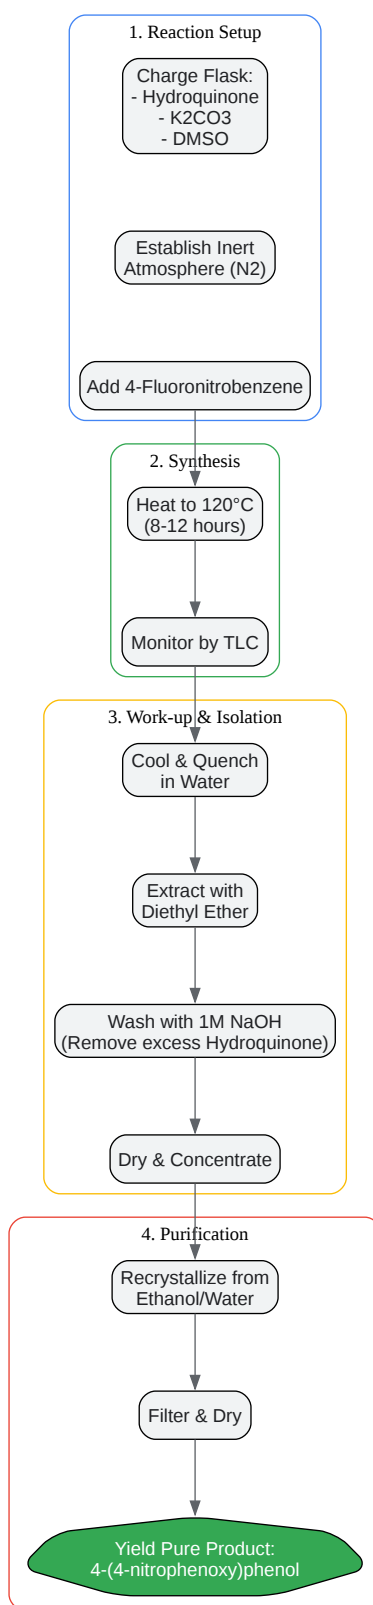 1. Reaction Setup
Charge Flask:
- Hydroquinone
- K2CO3
- DMSO
Establish Inert
Atmosphere (N2)
Add 4-Fluoronitrobenzene
2. Synthesis
Heat to 120°C
(8-12 hours)
Monitor by TLC
3. Work-up & Isolation
Cool & Quench
in Water
Extract with
Diethyl Ether
Wash with 1M NaOH
(Remove excess Hydroquinone)
Dry & Concentrate
4. Purification
Recrystallize from
Ethanol/Water
Filter & Dry
Yield Pure Product:
4-(4-nitrophenoxy)phenol